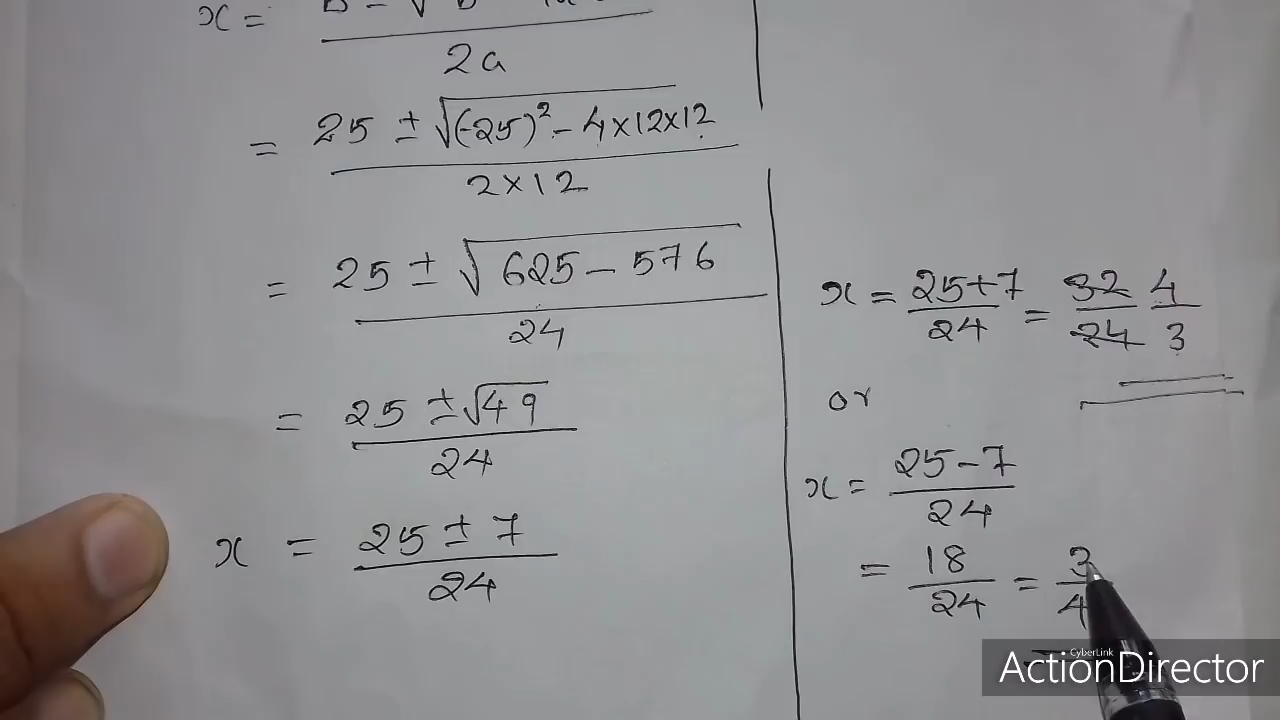 x =
2a
= 25 ± √(-25)² - 4×12×12
2×12
= 25 ± √625 - 576
24
= 25 ± √49
24
x = 25 ± 7
24
x = 25+7 = 32 4
24 24 3
or
x = 25-7
24
= 18 = 3
24 4
CyberLink
ActionDirector